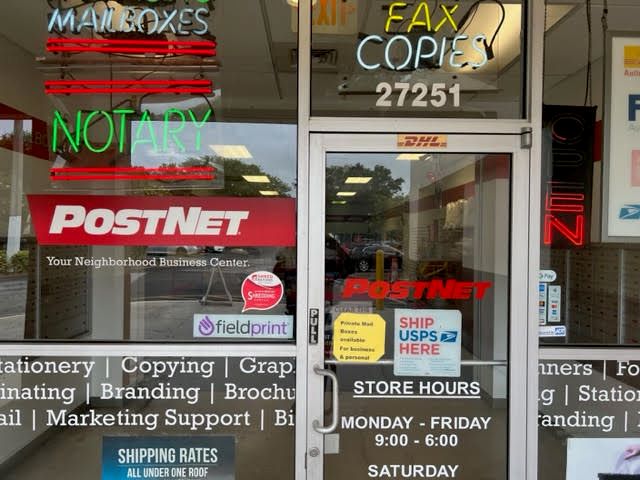 MAILBOXES
NOTARY
POSTNET
Your Neighborhood Business Center.
SHREDDING
fieldprint
tationery | Copying | Grap
inating | Branding | Brochu
ail | Marketing Support | Bi
SHIPPING RATES
ALL UNDER ONE ROOF
EXIT
FAX
COPIES
27251
DHL
POSTNET
PULL
Private Mail
Boxes
available
For business
& personal
SHIP
USPS
HERE
STORE HOURS
MONDAY - FRIDAY
9:00 - 6:00
SATURDAY
OPEN
Pay
nners | Fo
g | Station
randing |